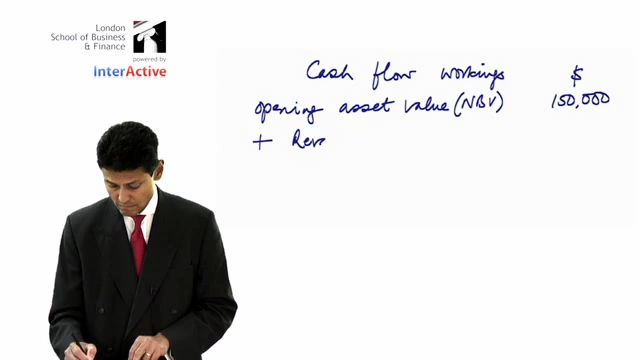 London
School of Business
& Finance
powered by
InterActive
Cash flow workings $
opening asset value (NBV) 150,000
+ Rev